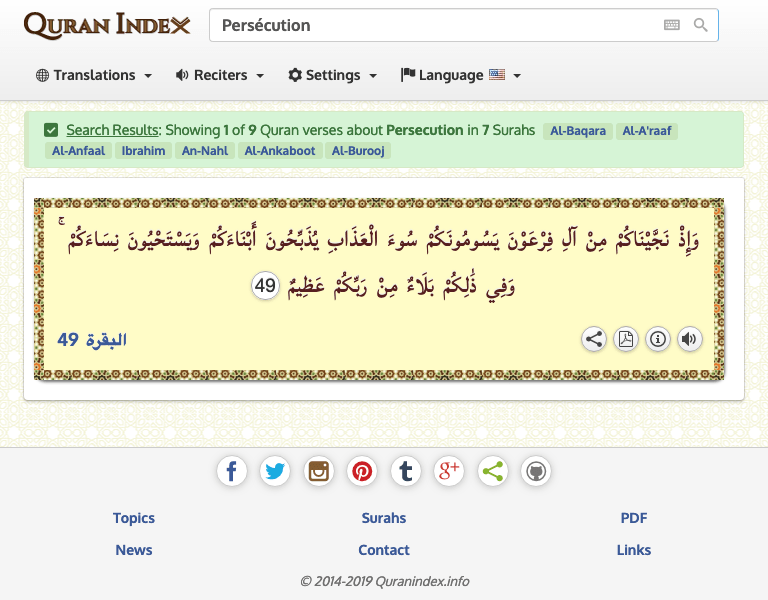 QURAN INDEX
Persécution
Translations
Reciters
Settings
Language
Search Results: Showing 1 of 9 Quran verses about Persecution in 7 Surahs Al-Baqara Al-A'raaf
Al-Anfaal Ibrahim An-Nahl Al-Ankaboot Al-Burooj
وَإِذْ نَجَّيْنَاكُمْ مِنْ آلِ فِرْعَوْنَ يَسُومُونَكُمْ سُوءَ الْعَذَابِ يُذَبِّحُونَ أَبْنَاءَكُمْ وَيَسْتَحْيُونَ نِسَاءَكُمْ ۚ
وَفِي ذَٰلِكُمْ بَلَاءٌ مِنْ رَبِّكُمْ عَظِيمٌ 49
البقرة 49
Topics Surahs PDF
News Contact Links
© 2014-2019 Quranindex.info